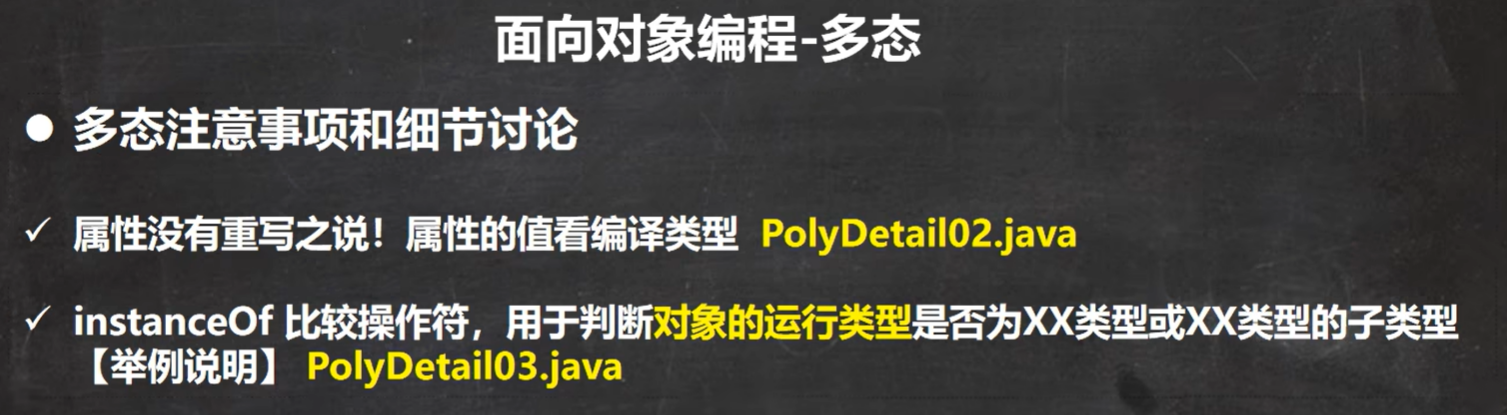 面向对象编程-多态
● 多态注意事项和细节讨论
✓ 属性没有重写之说！属性的值看编译类型 PolyDetail02.java
✓ instanceOf 比较操作符，用于判断对象的运行类型是否为XX类型或XX类型的子类型
【举例说明】 PolyDetail03.java